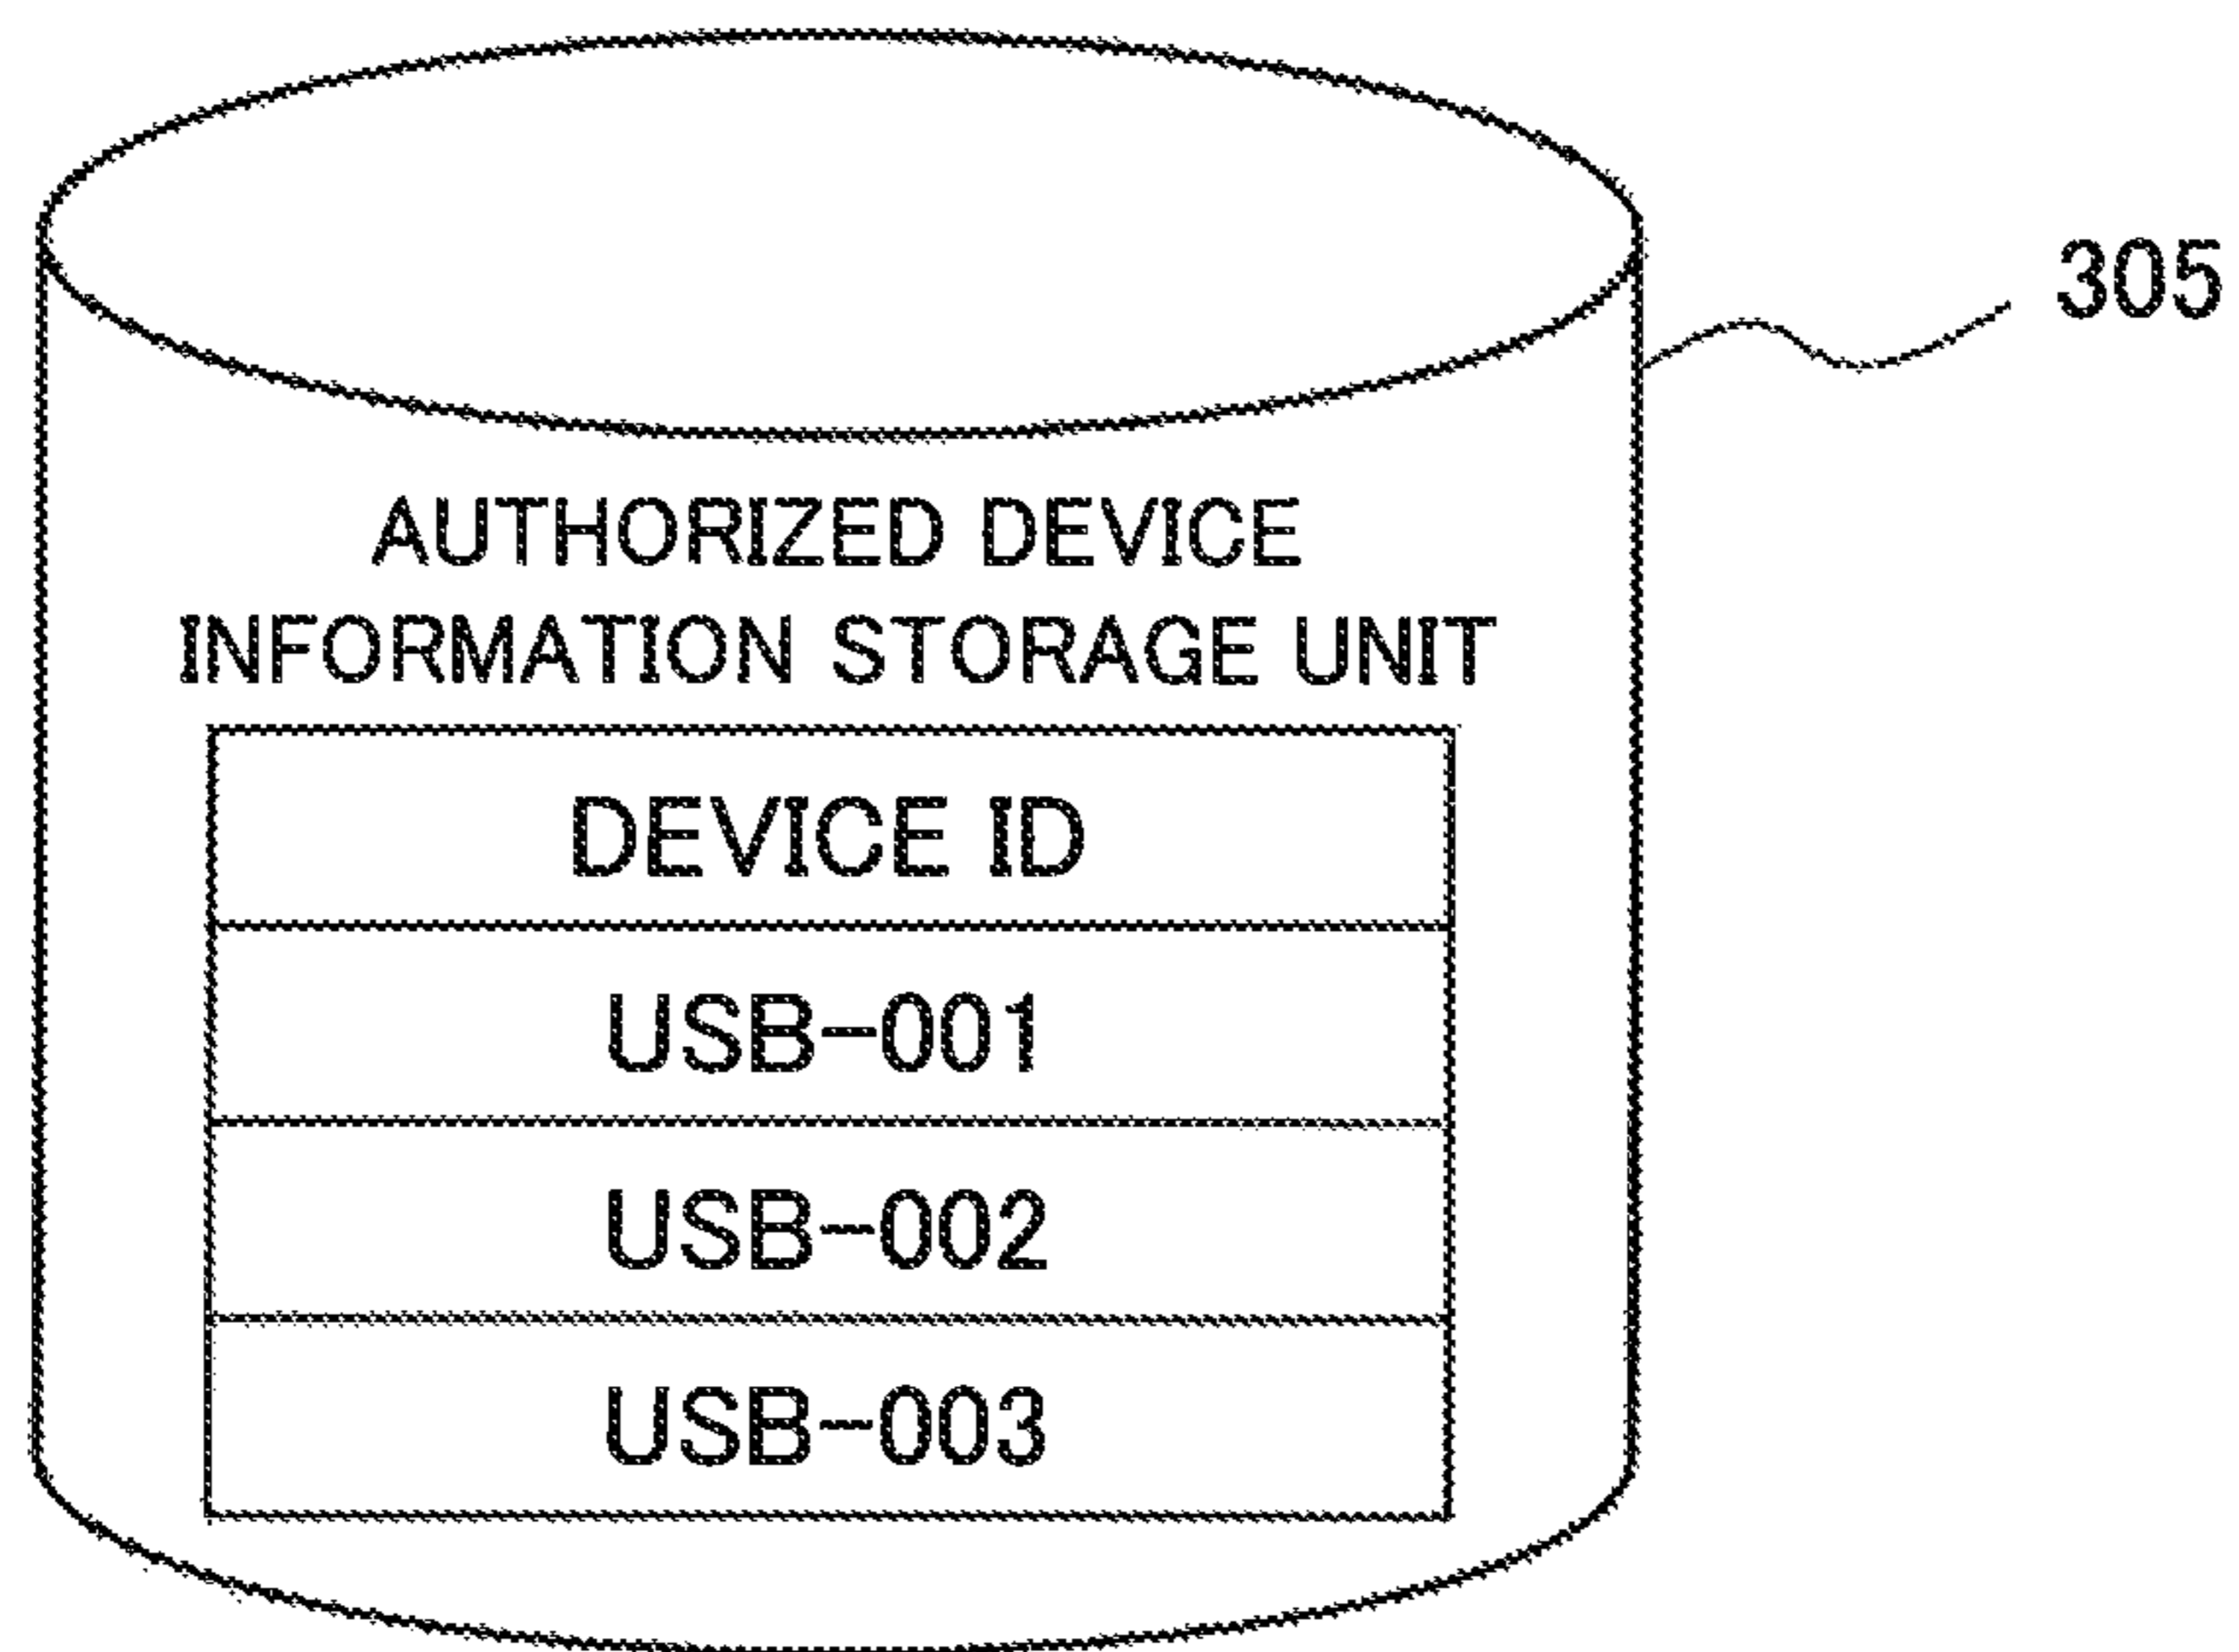 305
AUTHORIZED DEVICE
INFORMATION STORAGE UNIT
DEVICE ID
USB-001
USB-002
USB-003